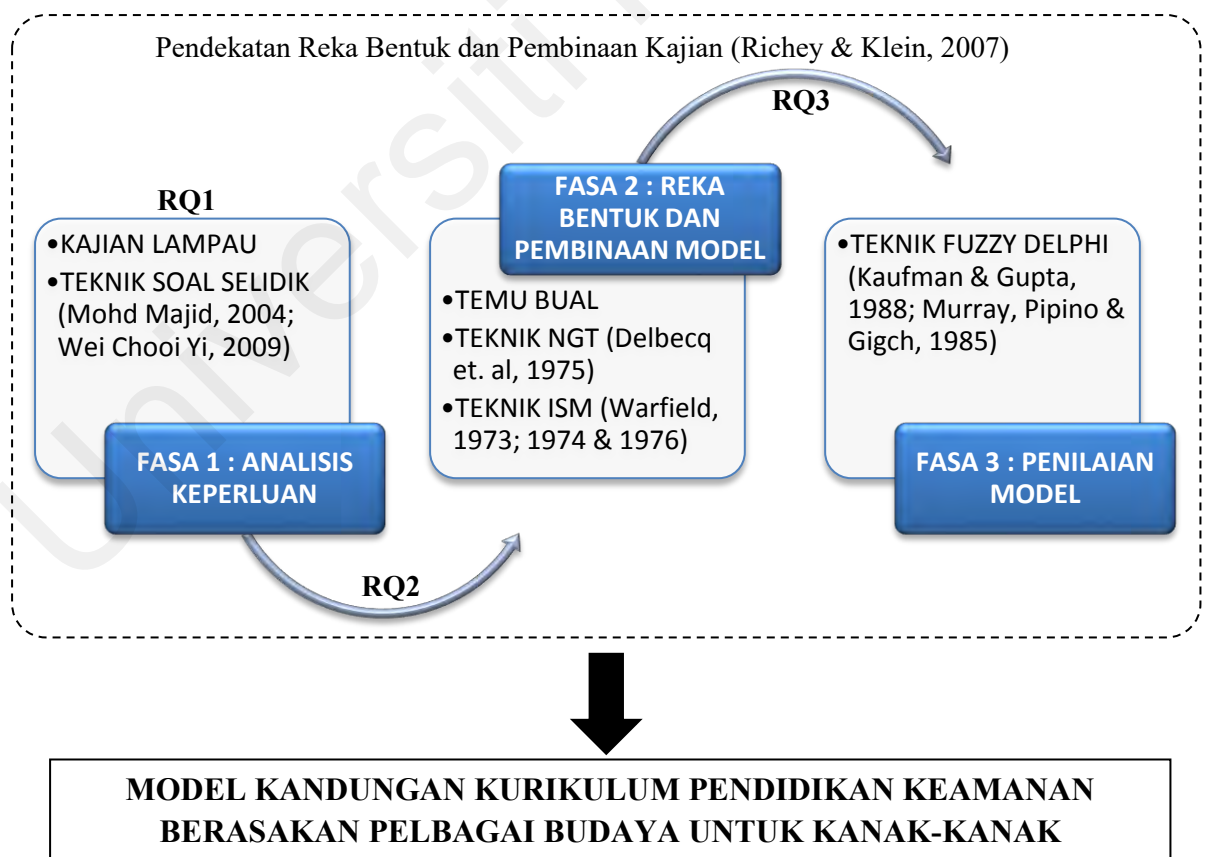 Universiti
Pendekatan Reka Bentuk dan Pembinaan Kajian (Richey & Klein, 2007)
RQ1
•KAJIAN LAMPAU
•TEKNIK SOAL SELIDIK
(Mohd Majid, 2004;
Wei Chooi Yi, 2009)
FASA 1 : ANALISIS
KEPERLUAN
RQ2
FASA 2 : REKA
BENTUK DAN
PEMBINAAN MODEL
•TEMU BUAL
•TEKNIK NGT (Delbecq
et. al, 1975)
•TEKNIK ISM (Warfield,
1973; 1974 & 1976)
RQ3
•TEKNIK FUZZY DELPHI
(Kaufman & Gupta,
1988; Murray, Pipino &
Gigch, 1985)
FASA 3 : PENILAIAN
MODEL
MODEL KANDUNGAN KURIKULUM PENDIDIKAN KEAMANAN
BERASAKAN PELBAGAI BUDAYA UNTUK KANAK-KANAK